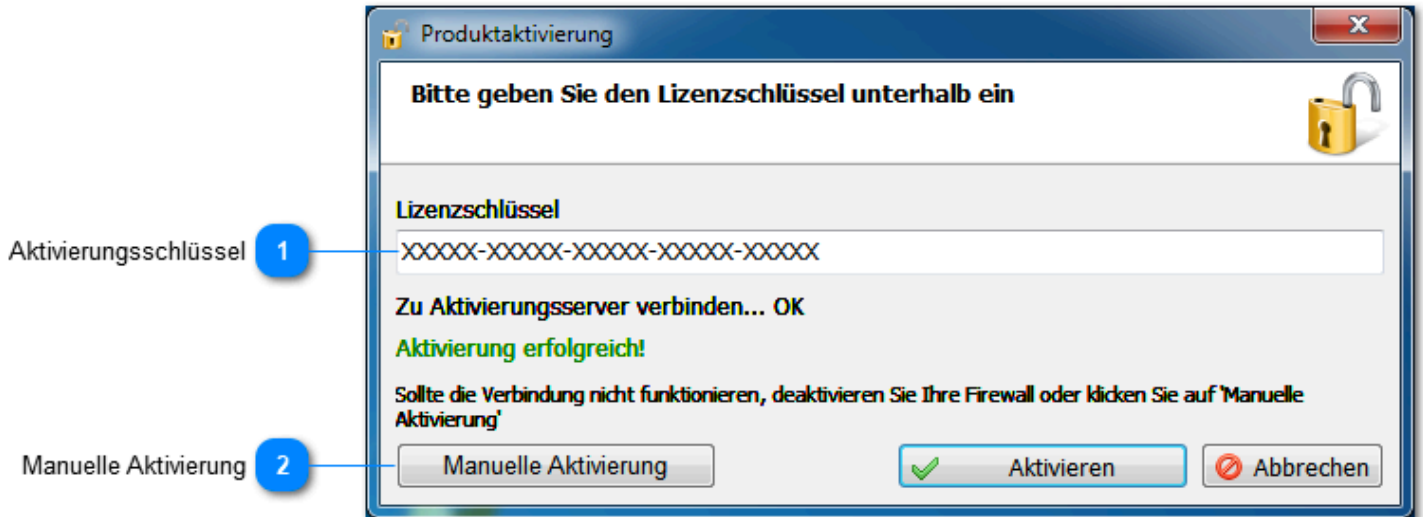 Produktaktivierung
Bitte geben Sie den Lizenzschlüssel unterhalb ein
Lizenzschlüssel
Aktivierungsschlüssel 1
XXXXX-XXXXX-XXXXX-XXXXX-XXXXX
Zu Aktivierungsserver verbinden... OK
Aktivierung erfolgreich!
Sollte die Verbindung nicht funktionieren, deaktivieren Sie Ihre Firewall oder klicken Sie auf 'Manuelle
Aktivierung'
Manuelle Aktivierung 2
Manuelle Aktivierung
Aktivieren
Abbrechen